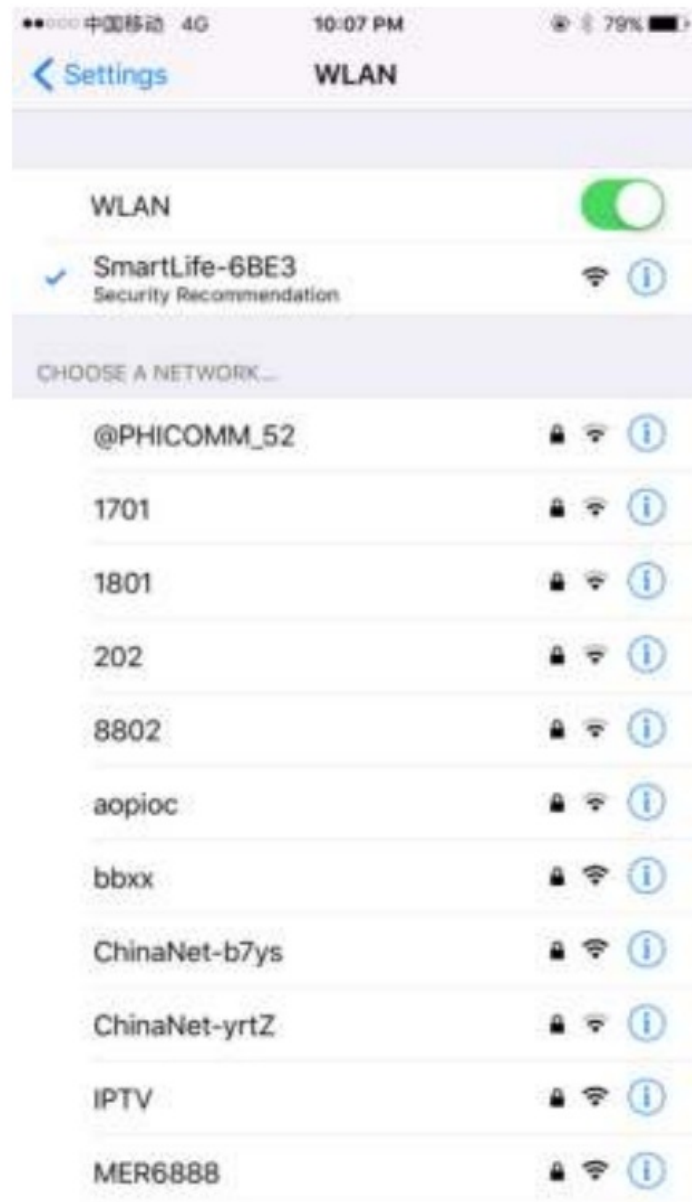 中国移动 4G 10:07 PM 79%
Settings WLAN
WLAN
SmartLife-6BE3
Security Recommendation
CHOOSE A NETWORK...
@PHICOMM_52
1701
1801
202
8802
aopioc
bbxx
ChinaNet-b7ys
ChinaNet-yrtZ
IPTV
MER6888